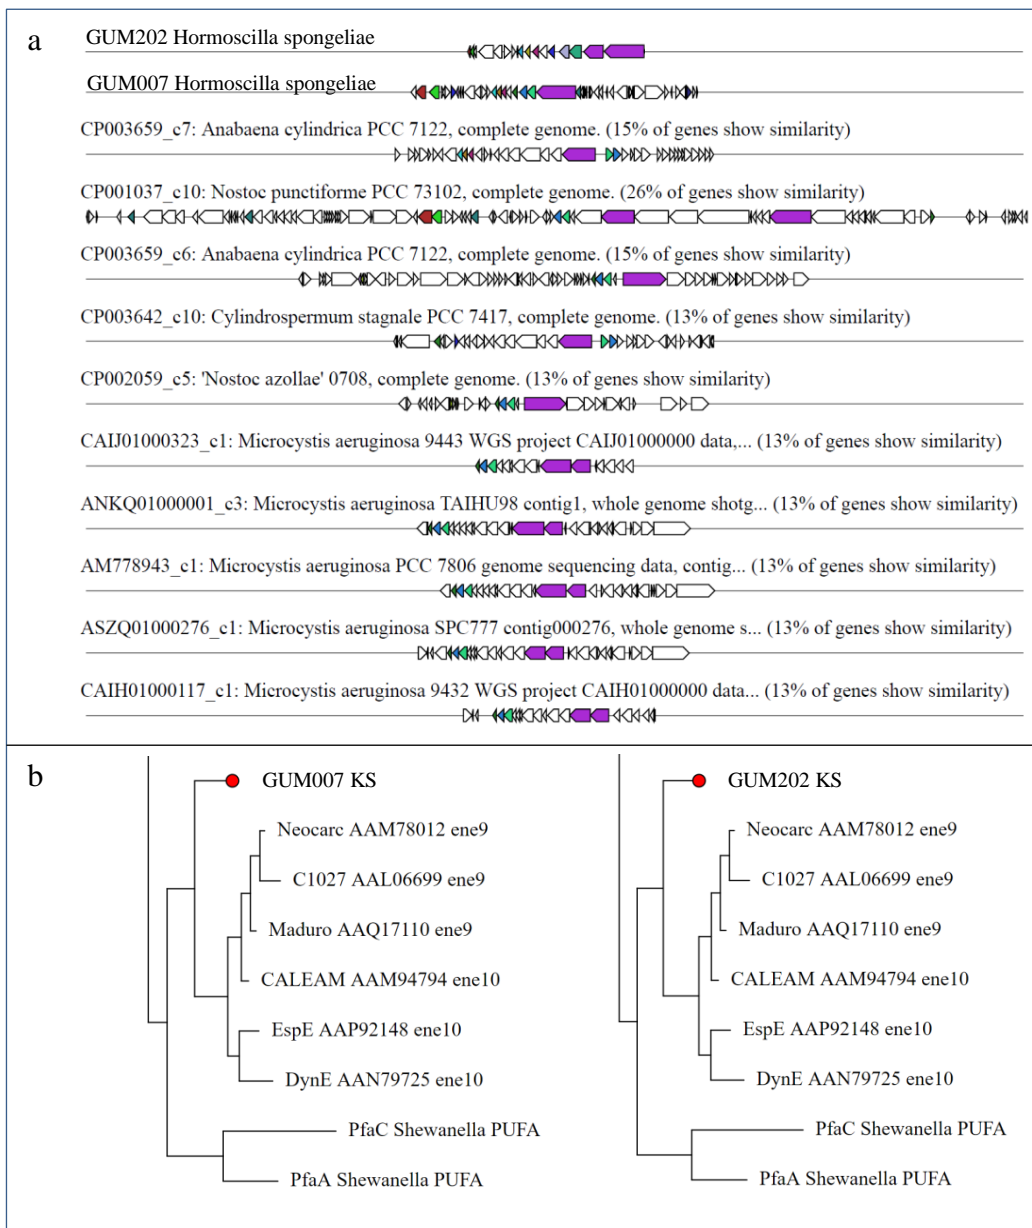 a
GUM202 Hormoscilla spongeliae
GUM007 Hormoscilla spongeliae
CP003659_c7: Anabaena cylindrica PCC 7122, complete genome. (15% of genes show similarity)
CP001037_c10: Nostoc punctiforme PCC 73102, complete genome. (26% of genes show similarity)
CP003659_c6: Anabaena cylindrica PCC 7122, complete genome. (15% of genes show similarity)
CP003642_c10: Cylindrospermum stagnale PCC 7417, complete genome. (13% of genes show similarity)
CP002059_c5: 'Nostoc azollae' 0708, complete genome. (13% of genes show similarity)
CAIJ01000323_c1: Microcystis aeruginosa 9443 WGS project CAIJ01000000 data,... (13% of genes show similarity)
ANKQ01000001_c3: Microcystis aeruginosa TAIHU98 contig1, whole genome shotg... (13% of genes show similarity)
AM778943_c1: Microcystis aeruginosa PCC 7806 genome sequencing data, contig... (13% of genes show similarity)
ASZQ01000276_c1: Microcystis aeruginosa SPC777 contig000276, whole genome s... (13% of genes show similarity)
CAIH01000117_c1: Microcystis aeruginosa 9432 WGS project CAIH01000000 data... (13% of genes show similarity)
b
GUM007 KS
Neocarc AAM78012 ene9
C1027 AAL06699 ene9
Maduro AAQ17110 ene9
CALEAM AAM94794 ene10
EspE AAP92148 ene10
DynE AAN79725 ene10
PfaC Shewanella PUFA
PfaA Shewanella PUFA
GUM202 KS
Neocarc AAM78012 ene9
C1027 AAL06699 ene9
Maduro AAQ17110 ene9
CALEAM AAM94794 ene10
EspE AAP92148 ene10
DynE AAN79725 ene10
PfaC Shewanella PUFA
PfaA Shewanella PUFA